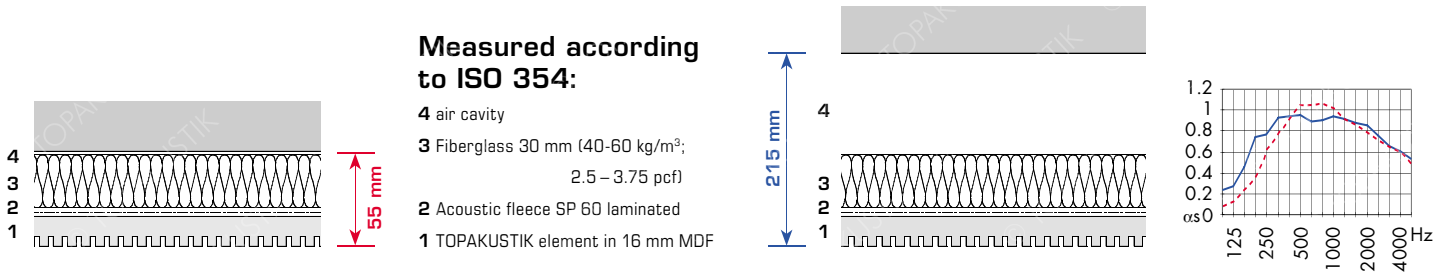 TOPAKUSTIK
4
3
2
1
55 mm
Measured according
to ISO 354:
4 air cavity
3 Fiberglass 30 mm (40-60 kg/m³;
2.5 – 3.75 pcf)
2 Acoustic fleece SP 60 laminated
1 TOPAKUSTIK element in 16 mm MDF
215 mm
4
3
2
1
1.2
1
0.8
0.6
0.4
0.2
αs 0
125
250
500
1000
2000
4000
Hz